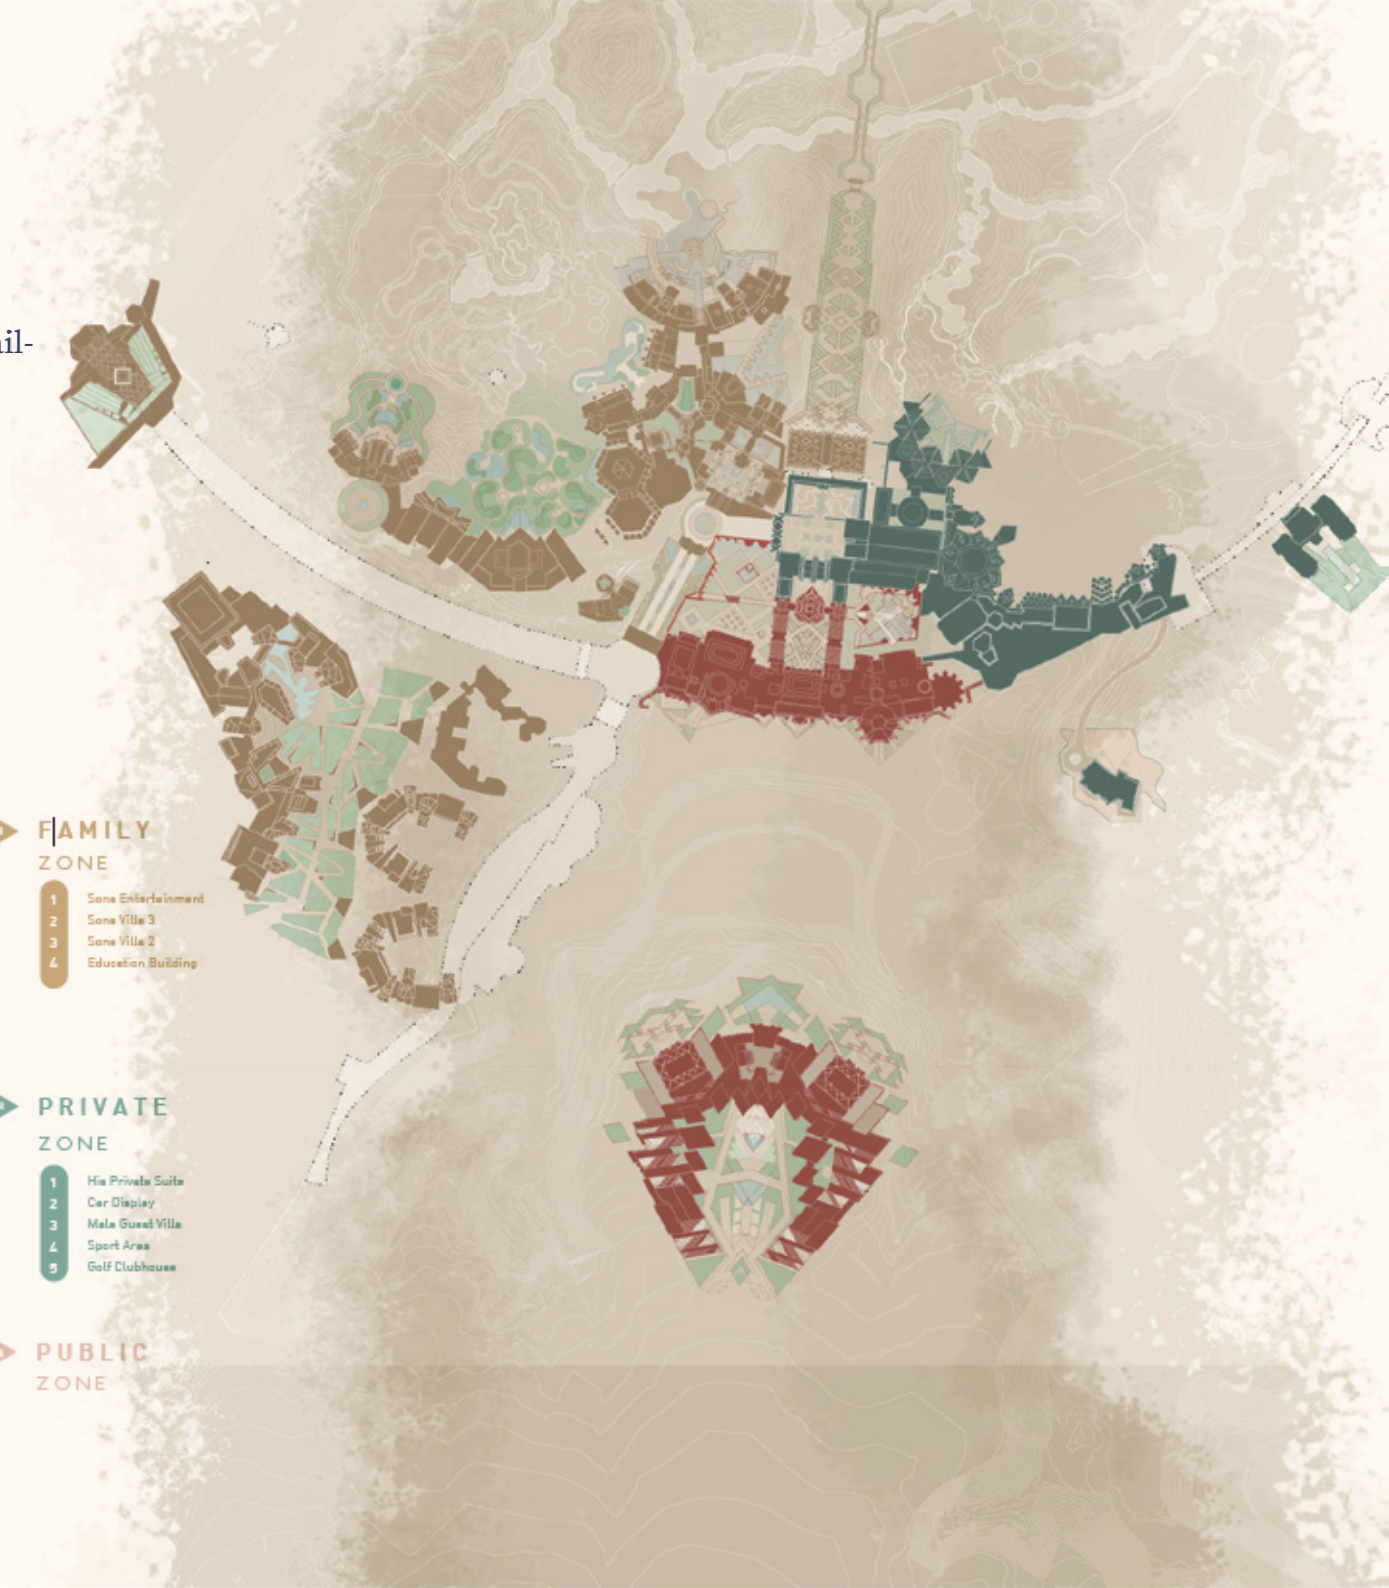 ail-
FAMILY
ZONE
1 Sons Entertainment
2 Sons Villa 3
3 Sons Villa 2
4 Education Building
PRIVATE
ZONE
1 His Private Suite
2 Car Display
3 Male Guest Villa
4 Sport Area
5 Golf Clubhouse
PUBLIC
ZONE